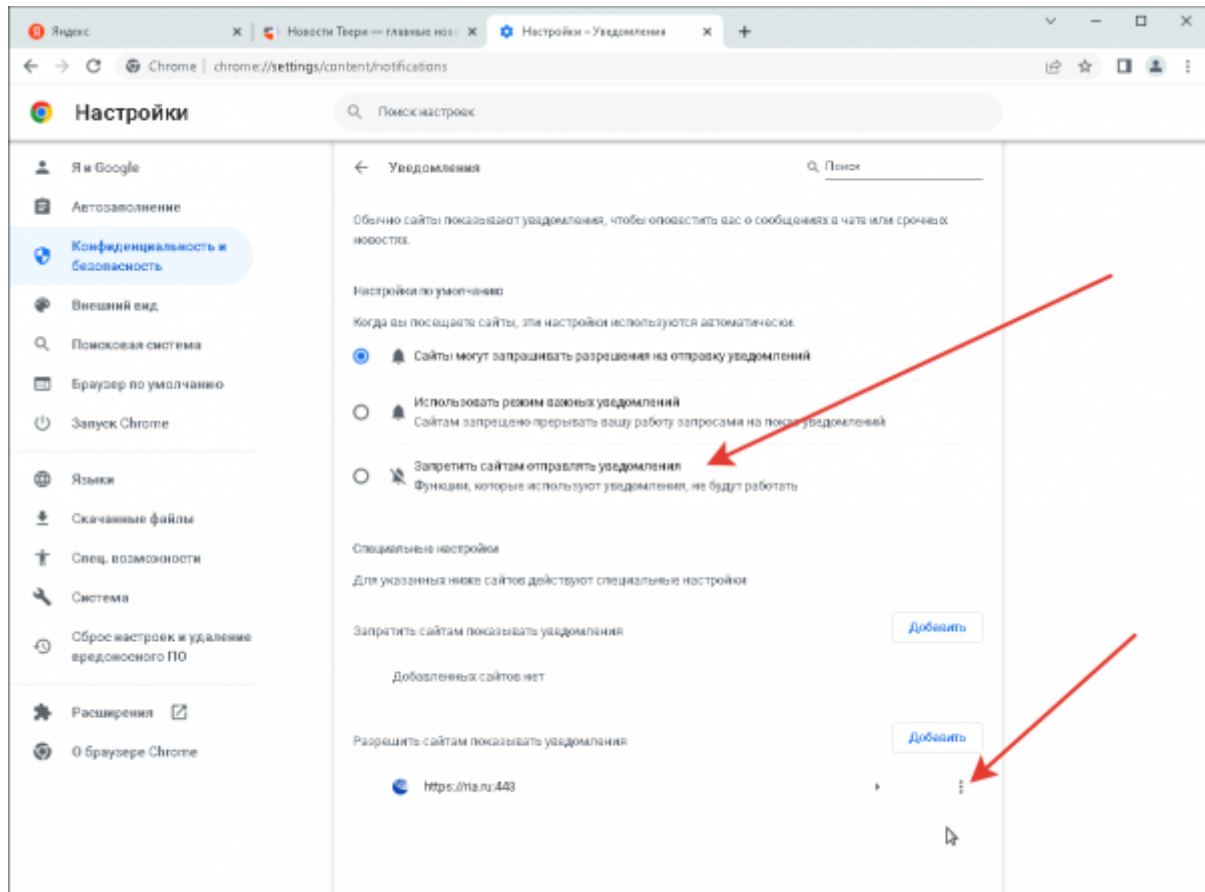 Яндекс
Новости Твери — главные нов
Настройки – Уведомления
Chrome | chrome://settings/content/notifications
Настройки
Поиск настроек
Я и Google
Автозаполнение
Конфиденциальность и
безопасность
Внешний вид
Поисковая система
Браузер по умолчанию
Запуск Chrome
Языки
Скачанные файлы
Спец. возможности
Система
Сброс настроек и удаление
вредоносного ПО
Расширения
О браузере Chrome
Уведомления
Поиск
Обычно сайты показывают уведомления, чтобы оповестить вас о сообщениях в чате или срочных
новостях.
Настройки по умолчанию
Когда вы посещаете сайты, эти настройки используются автоматически.
Сайты могут запрашивать разрешения на отправку уведомлений
Использовать режим важных уведомлений
Сайтам запрещено прерывать вашу работу запросами на показ уведомлений
Запретить сайтам отправлять уведомления
Функции, которые используют уведомления, не будут работать
Специальные настройки
Для указанных ниже сайтов действуют специальные настройки
Запретить сайтам показывать уведомления
Добавить
Добавленных сайтов нет
Разрешить сайтам показывать уведомления
Добавить
https://ria.ru:443